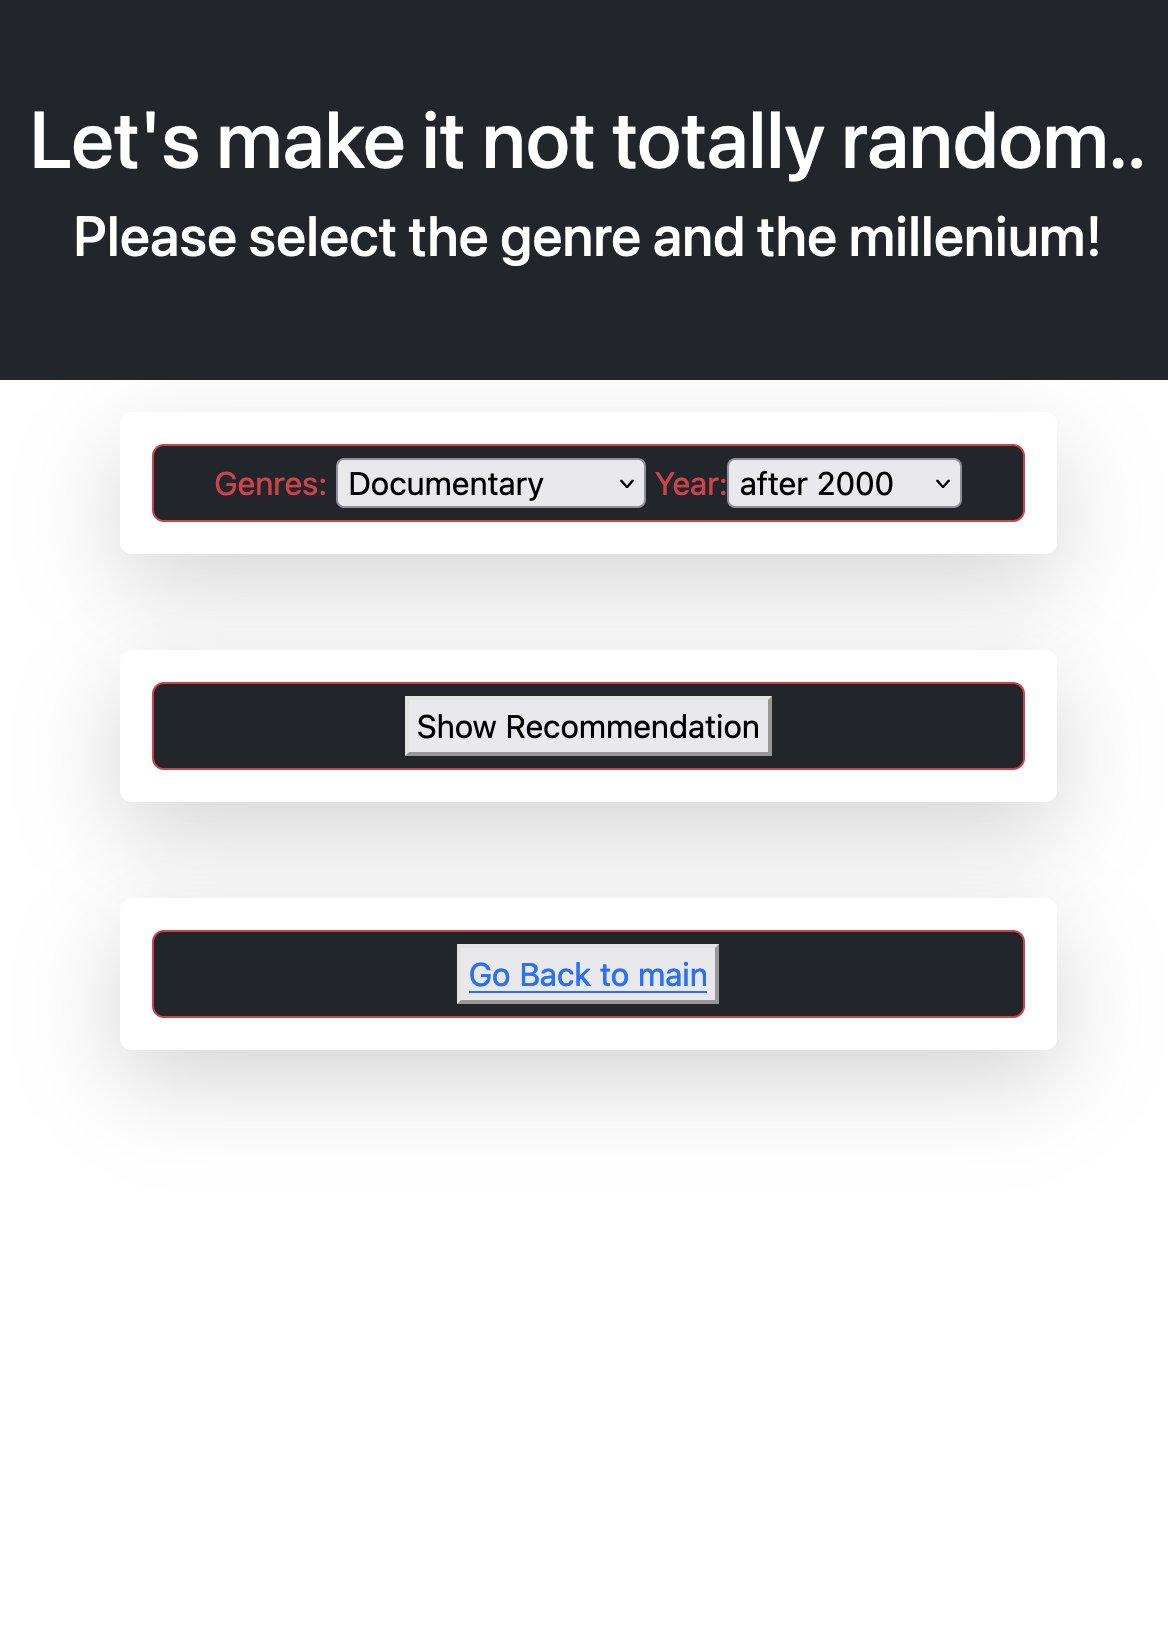 Let's make it not totally random..
Please select the genre and the millenium!
Genres: Documentary Year: after 2000
Show Recommendation
Go Back to main